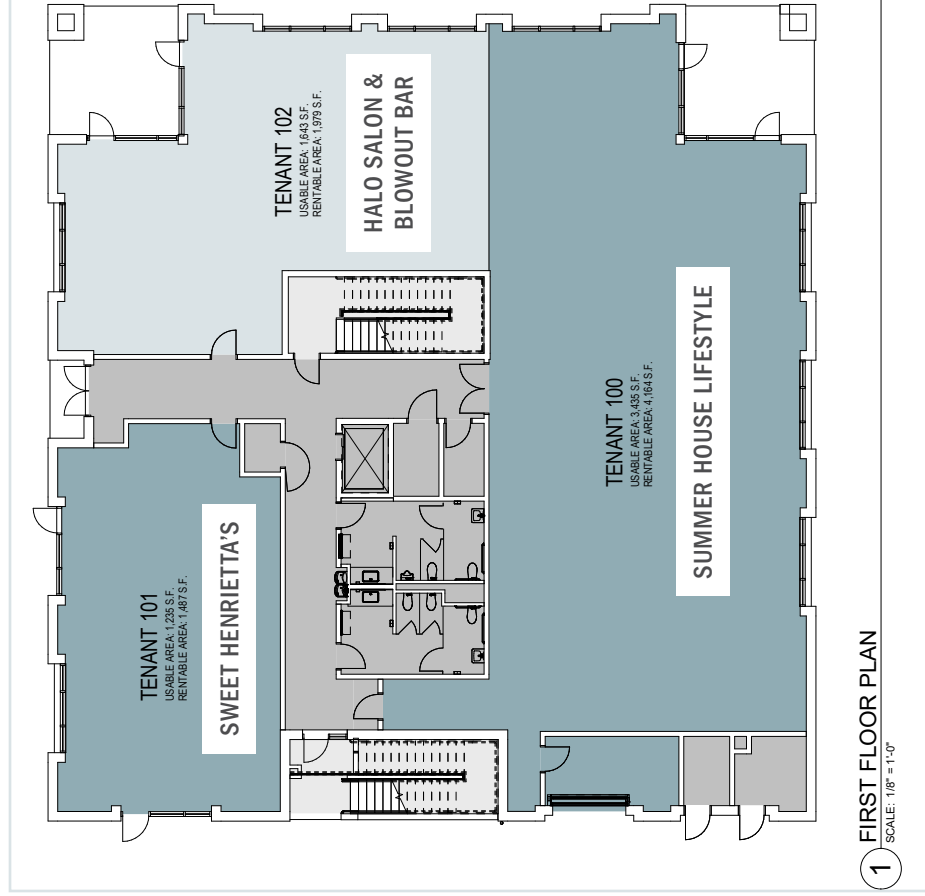 TENANT 101
USABLE AREA: 1,235 S.F.
RENTABLE AREA: 1,487 S.F.
SWEET HENRIETTA'S
TENANT 102
USABLE AREA: 1,643 S.F.
RENTABLE AREA: 1,979 S.F.
HALO SALON &
BLOWOUT BAR
TENANT 100
USABLE AREA: 3,435 S.F.
RENTABLE AREA: 4,164 S.F.
SUMMER HOUSE LIFESTYLE
1
FIRST FLOOR PLAN
SCALE: 1/8" = 1'-0"